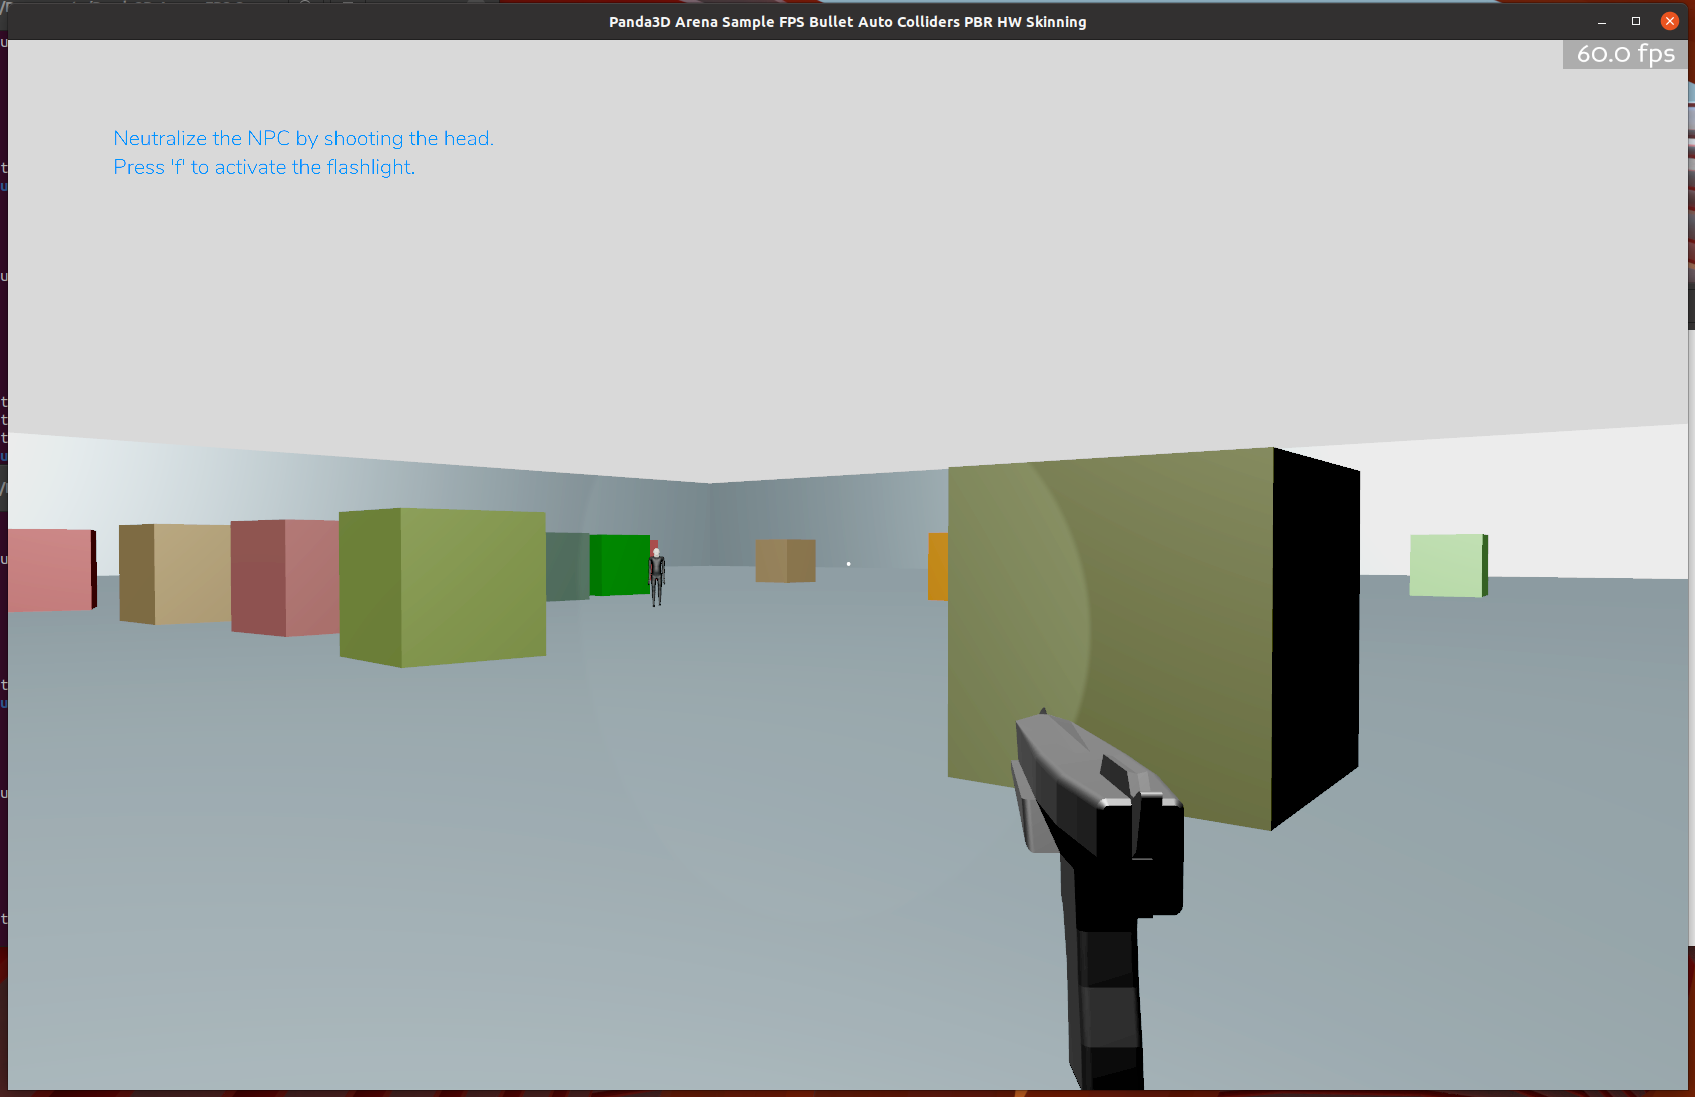 Panda3D Arena Sample FPS Bullet Auto Colliders PBR HW Skinning
60.0 fps
Neutralize the NPC by shooting the head.
Press 'f' to activate the flashlight.